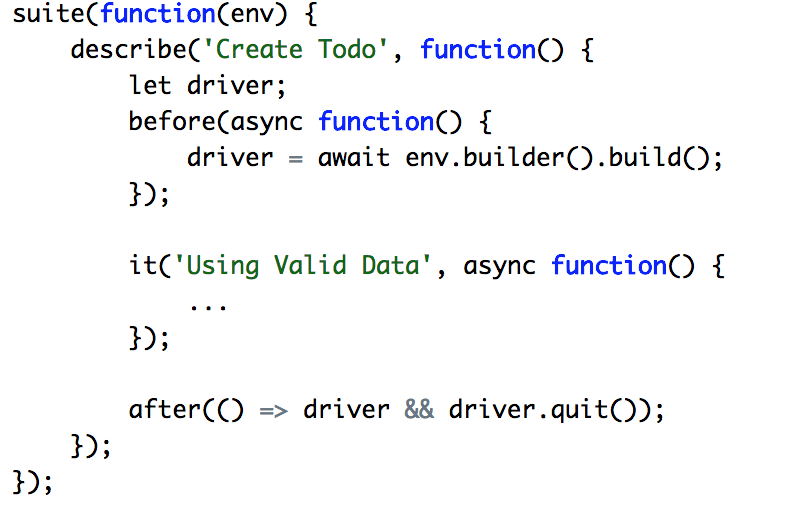 suite(function(env) {
    describe('Create Todo', function() {
        let driver;
        before(async function() {
            driver = await env.builder().build();
        });

        it('Using Valid Data', async function() {
            ...
        });

        after(() => driver && driver.quit());
    });
});